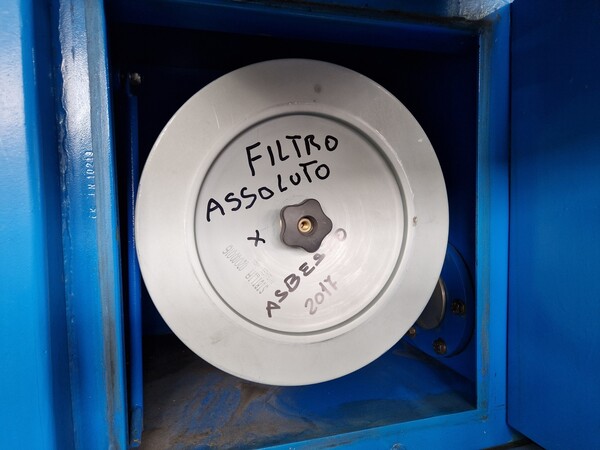 FILTRO
ASSOLUTO
X
ASBESTO
2017